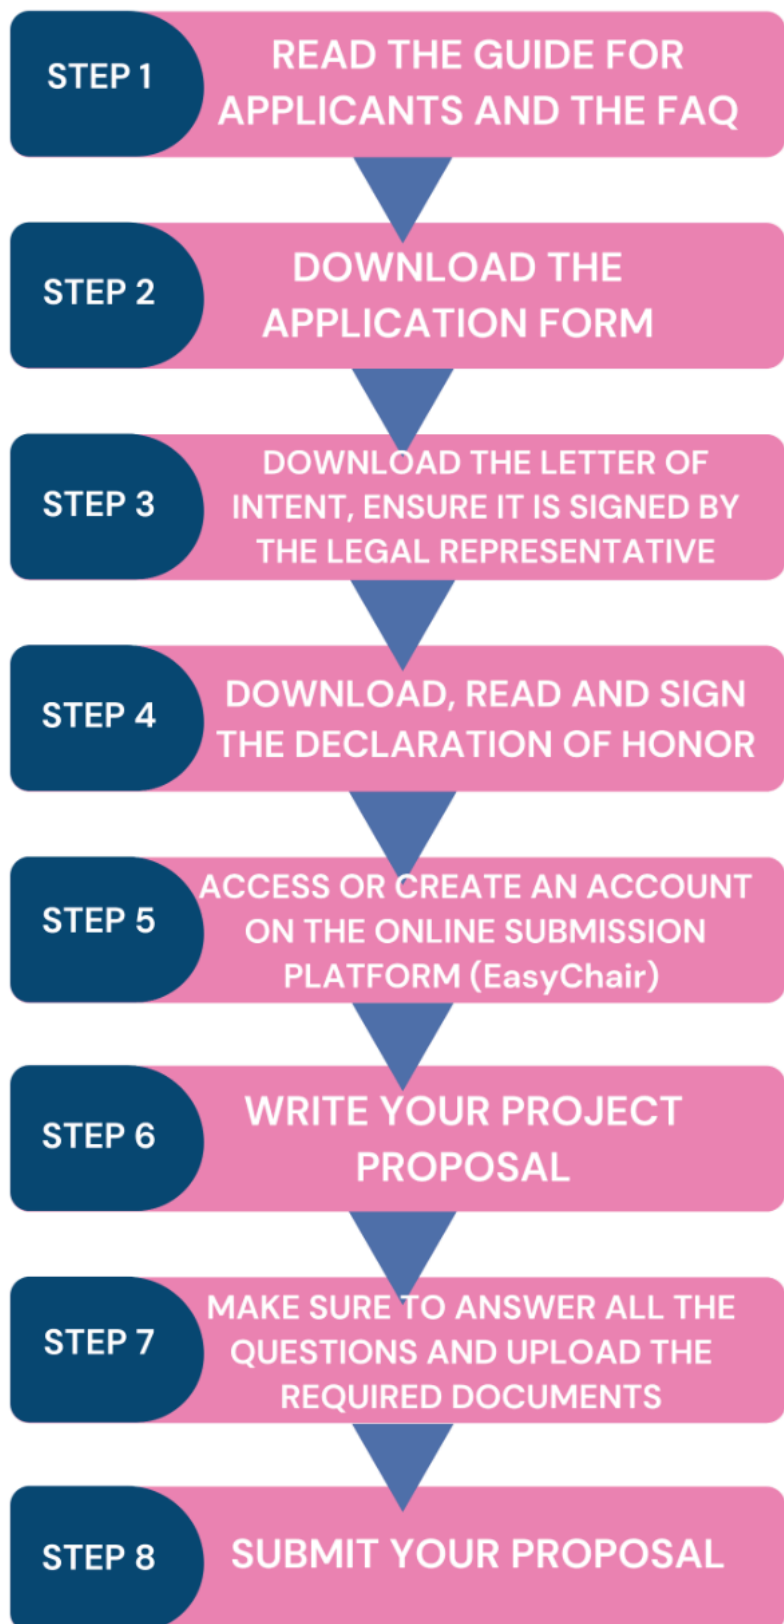 STEP 1
READ THE GUIDE FOR
APPLICANTS AND THE FAQ
STEP 2
DOWNLOAD THE
APPLICATION FORM
STEP 3
DOWNLOAD THE LETTER OF
INTENT, ENSURE IT IS SIGNED BY
THE LEGAL REPRESENTATIVE
STEP 4
DOWNLOAD, READ AND SIGN
THE DECLARATION OF HONOR
STEP 5
ACCESS OR CREATE AN ACCOUNT
ON THE ONLINE SUBMISSION
PLATFORM (EasyChair)
STEP 6
WRITE YOUR PROJECT
PROPOSAL
STEP 7
MAKE SURE TO ANSWER ALL THE
QUESTIONS AND UPLOAD THE
REQUIRED DOCUMENTS
STEP 8
SUBMIT YOUR PROPOSAL